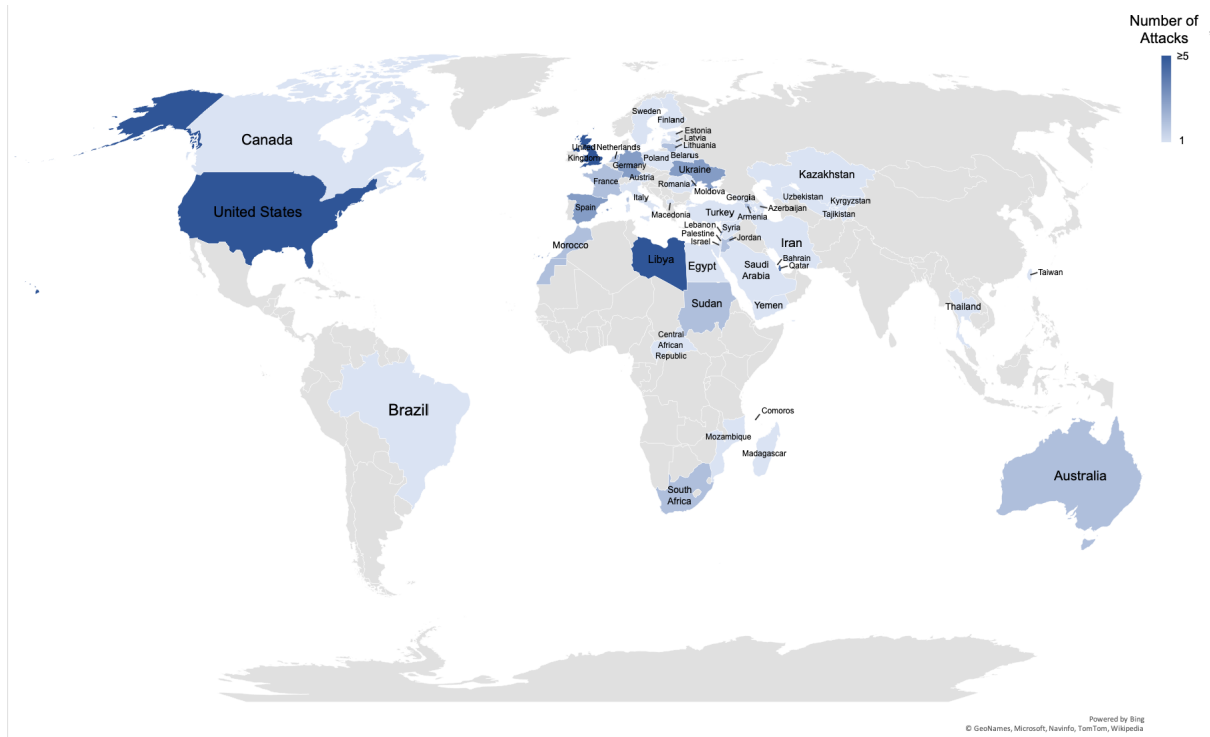 Number of
Attacks
≥5
1
Sweden
Finland
Estonia
Latvia
Lithuania
Canada
United Netherlands
Kingdom
Poland
Belarus
Germany
Ukraine
Kazakhstan
France
Austria
Romania
Moldova
Uzbekistan
Kyrgyzstan
United States
Spain
Italy
Georgia
Azerbaijan
Tajikistan
Macedonia
Turkey
Armenia
Lebanon
Syria
Palestine
Jordan
Israel
Morocco
Iran
Libya
Egypt
Saudi
Arabia
Bahrain
Qatar
Taiwan
Sudan
Yemen
Thailand
Central
African
Republic
Brazil
Comoros
Mozambique
Madagascar
Australia
South
Africa
Powered by Bing
© GeoNames, Microsoft, Navinfo, TomTom, Wikipedia